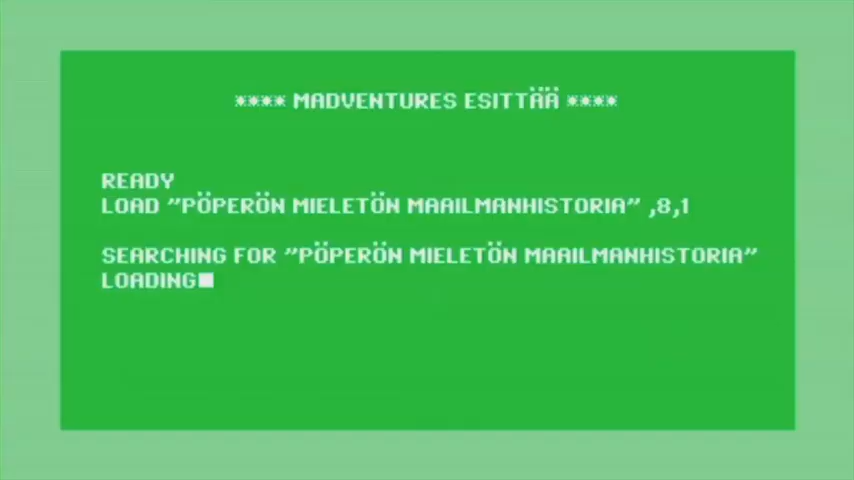 **** MADVENTURES ESITTÄÄ ****
READY
LOAD "PÖPERÖN MIELETÖN MAAILMANHISTORIA" ,8,1
SEARCHING FOR "PÖPERÖN MIELETÖN MAAILMANHISTORIA"
LOADING